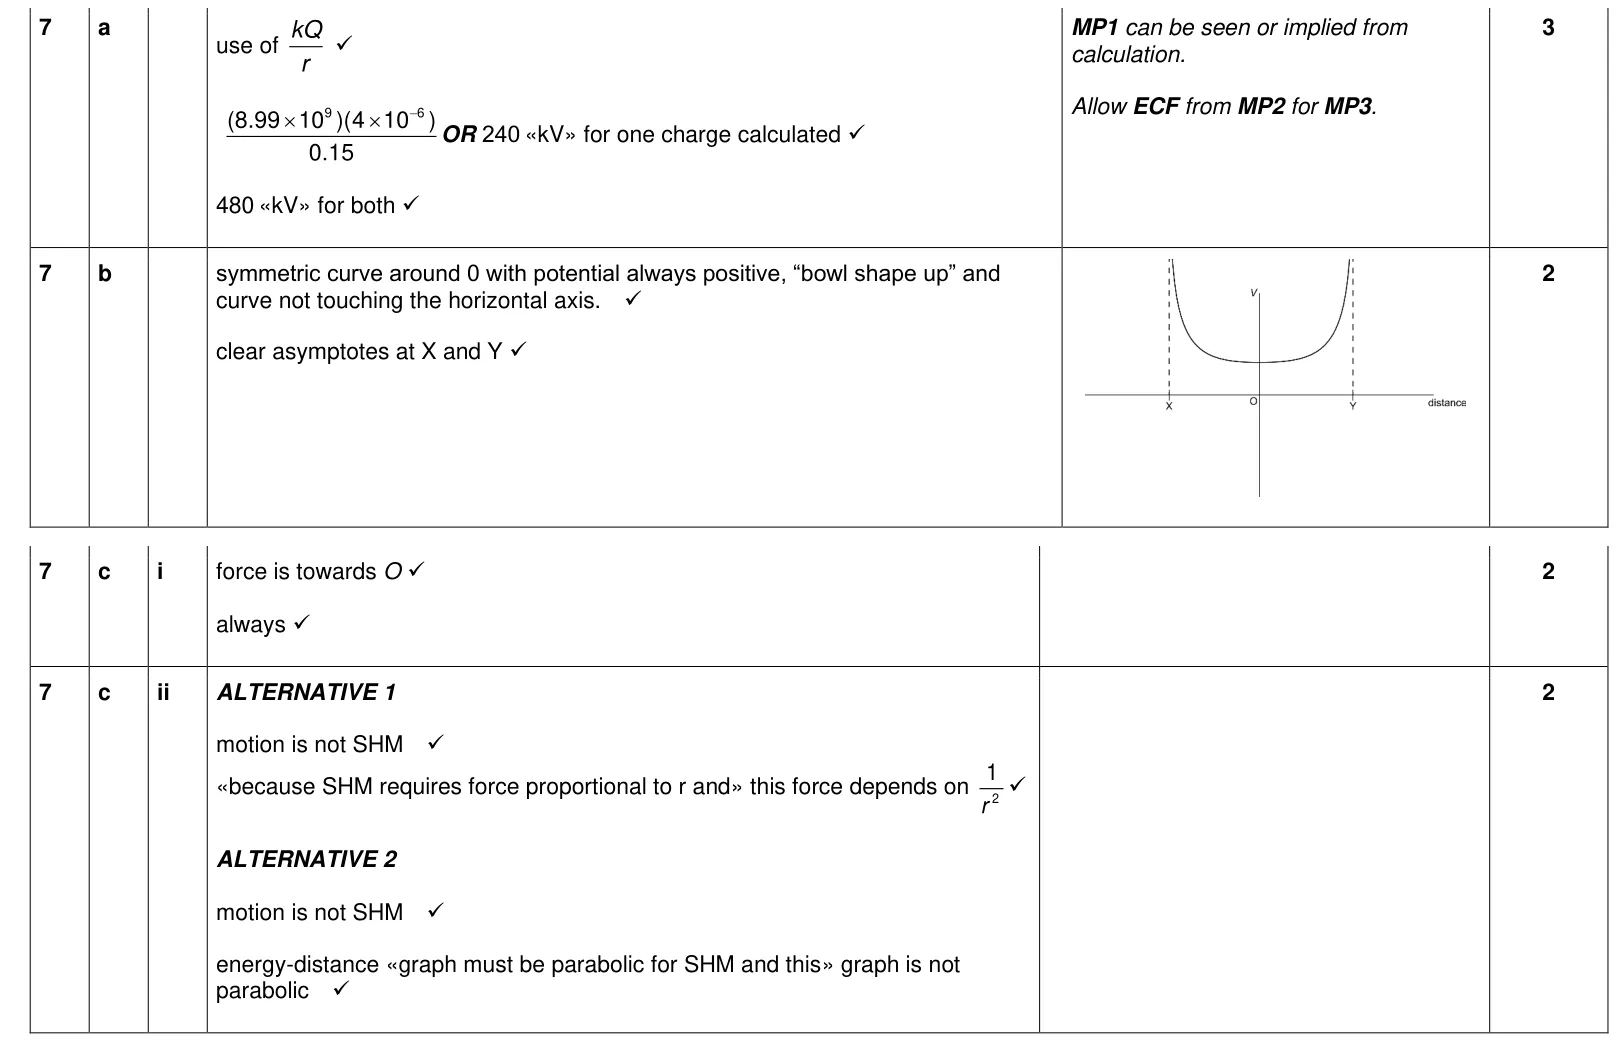 7 a use of kQ/r ✓ MP1 can be seen or implied from 3
calculation.
Allow ECF from MP2 for MP3.
(8.99×10⁹)(4×10⁻⁶)/0.15 OR 240 «kV» for one charge calculated ✓
480 «kV» for both ✓
7 b symmetric curve around 0 with potential always positive, “bowl shape up” and 2
curve not touching the horizontal axis. ✓
clear asymptotes at X and Y ✓
V
X O Y distance
7 c i force is towards O ✓ 2
always ✓
7 c ii ALTERNATIVE 1 2
motion is not SHM ✓
«because SHM requires force proportional to r and» this force depends on 1/r² ✓
ALTERNATIVE 2
motion is not SHM ✓
energy-distance «graph must be parabolic for SHM and this» graph is not
parabolic ✓